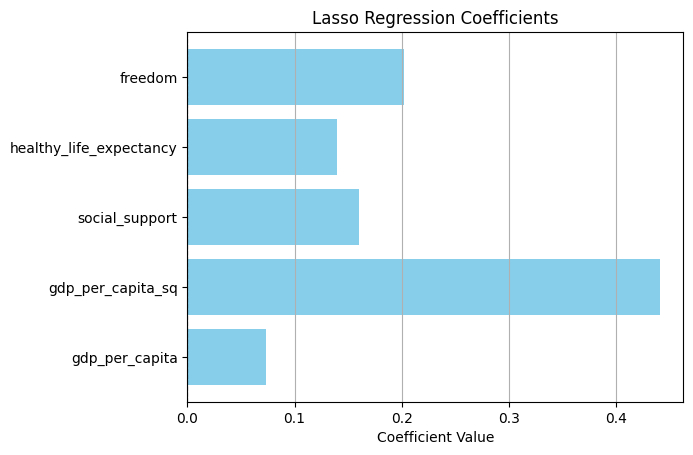 Lasso Regression Coefficients
freedom
healthy_life_expectancy
social_support
gdp_per_capita_sq
gdp_per_capita
0.0 0.1 0.2 0.3 0.4
Coefficient Value